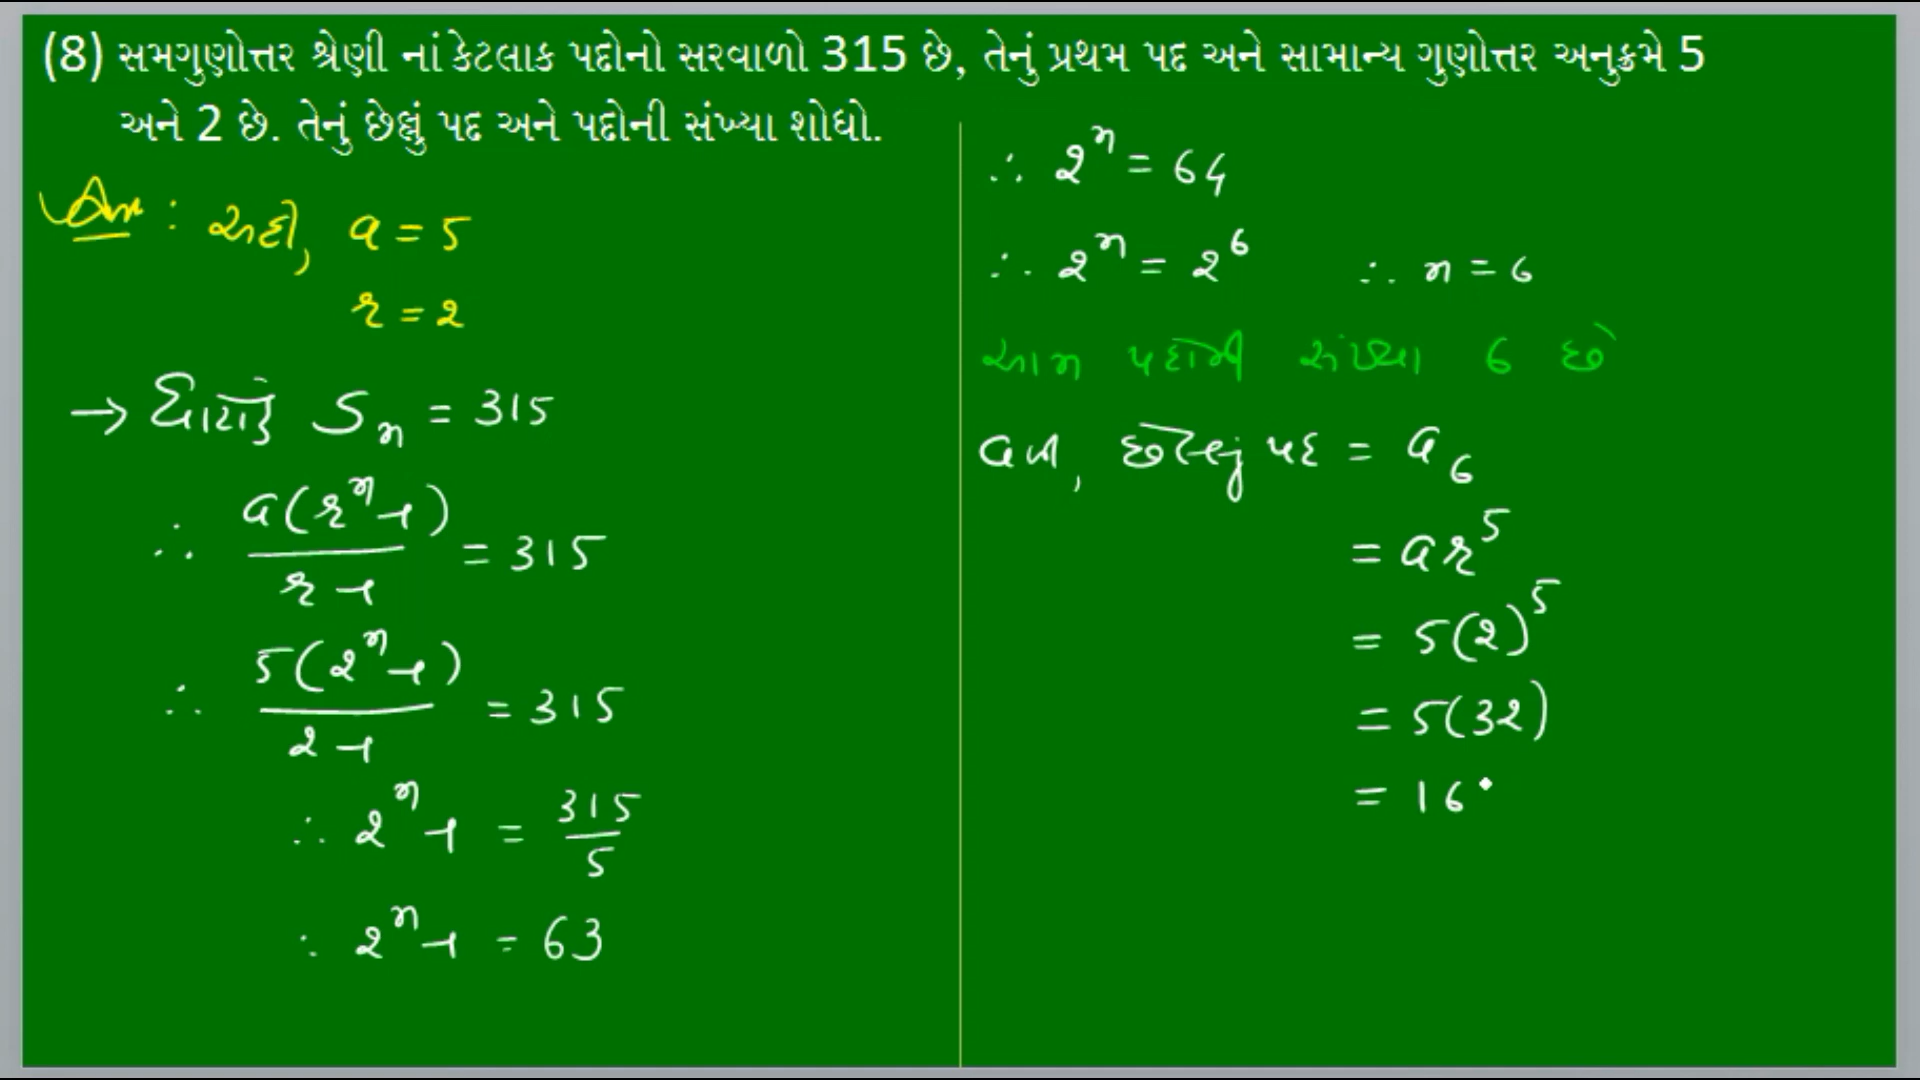 (8) સમગુણોત્તર શ્રેણી નાં કેટલાક પદોનો સરવાળો 315 છે, તેનું પ્રથમ પદ અને સામાન્ય ગુણોત્તર અનુક્રમે 5
અને 2 છે. તેનું છેલ્લું પદ અને પદોની સંખ્યા શોધો.
Ans : અહી, a = 5
r = 2
→ ધારોકે Sn = 315
∴ a(r^n-1) / r-1 = 315
∴ 5(2^n-1) / 2-1 = 315
∴ 2^n-1 = 315/5
∴ 2^n-1 = 63
∴ 2^n = 64
∴ 2^n = 2^6 ∴ n = 6
આમ પદોની સંખ્યા 6 છે
વળી, છેલ્લું પદ = a6
= ar^5
= 5(2)^5
= 5(32)
= 16